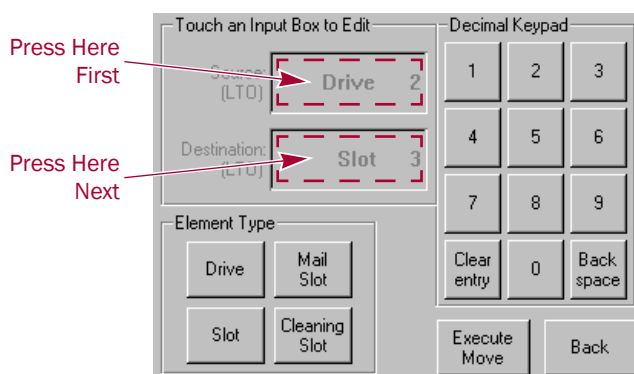 Touch an Input Box to Edit
Press Here
First
Source:
(LTO)
Drive 2
Press Here
Next
Destination:
(LTO)
Slot 3
Decimal Keypad
1 2 3
4 5 6
7 8 9
Clear
entry
0
Back
space
Element Type
Drive
Mail
Slot
Slot
Cleaning
Slot
Execute
Move
Back